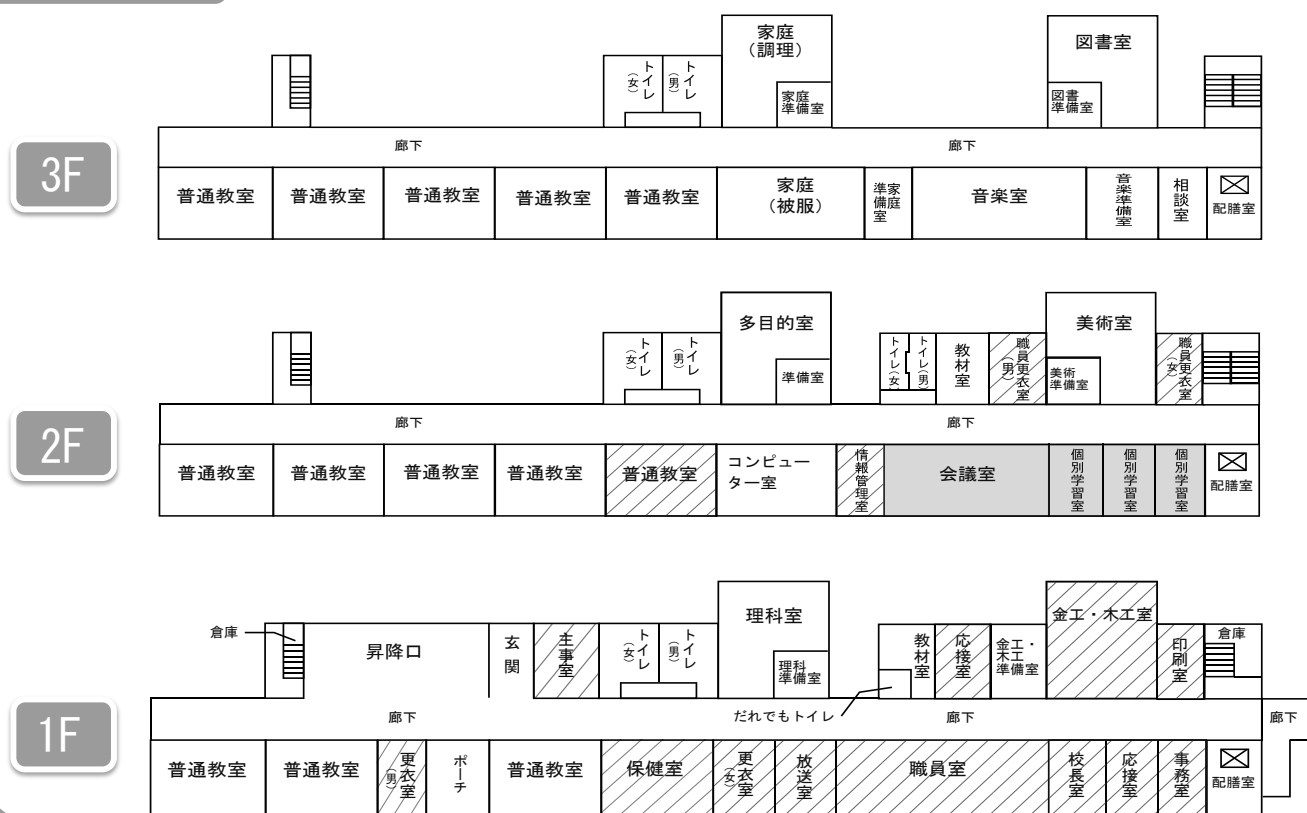 家庭
(調理)
図書室
トイレ
(女)
トイレ
(男)
家庭
準備室
図書
準備室
3F
廊下
廊下
普通教室
普通教室
普通教室
普通教室
普通教室
家庭
(被服)
家庭
準備室
音楽室
音楽準備室
相談室
配膳室
多目的室
美術室
トイレ
(女)
トイレ
(男)
準備室
トイレ(女)
トイレ(男)
教材室
職員更衣室
(男)
美術
準備室
職員更衣室
(女)
2F
廊下
廊下
普通教室
普通教室
普通教室
普通教室
普通教室
コンピュー
ター室
情報管理室
会議室
個別学習室
個別学習室
個別学習室
配膳室
理科室
金工・木工室
倉庫
昇降口
玄関
主事室
トイレ
(女)
トイレ
(男)
理科
準備室
教材室
応接室
金工・
木工
準備室
印刷室
倉庫
1F
廊下
だれでもトイレ
廊下
廊下
普通教室
普通教室
更衣室
(男)
ポーチ
普通教室
保健室
更衣室
(女)
放送室
職員室
校長室
応接室
事務室
配膳室